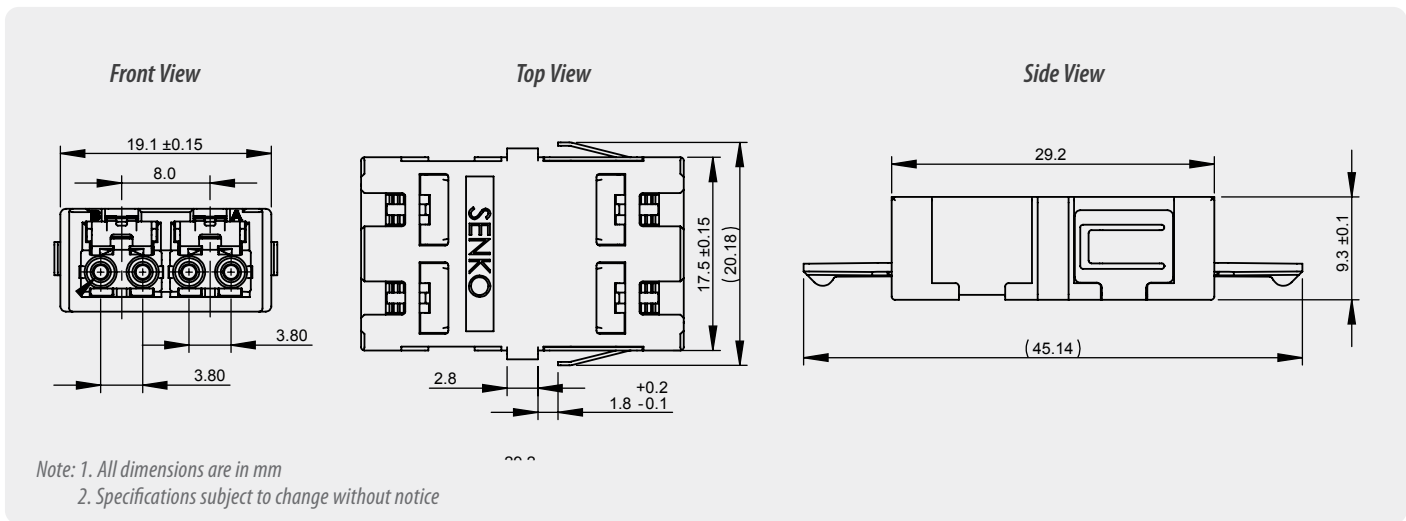 Front View
Top View
Side View
19.1 ±0.15
8.0
3.80
3.80
SENKO
17.5 ±0.15
(20.18)
2.8
+0.2
1.8 -0.1
29.2
9.3 ±0.1
(45.14)
Note: 1. All dimensions are in mm
2. Specifications subject to change without notice